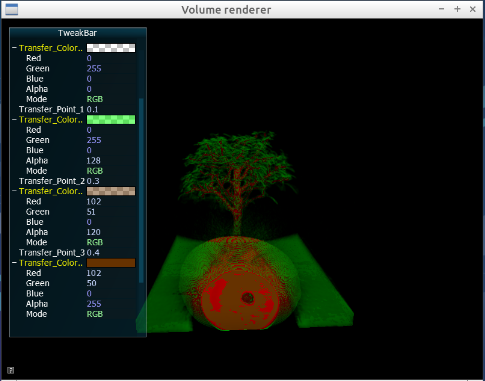 Volume renderer
TweakBar
− Transfer_Color..
Red 0
Green 255
Blue 0
Alpha 0
Mode RGB
Transfer_Point_1 0.1
− Transfer_Color..
Red 0
Green 255
Blue 0
Alpha 128
Mode RGB
Transfer_Point_2 0.3
− Transfer_Color..
Red 102
Green 51
Blue 0
Alpha 120
Mode RGB
Transfer_Point_3 0.4
− Transfer_Color..
Red 102
Green 50
Blue 0
Alpha 255
Mode RGB
?